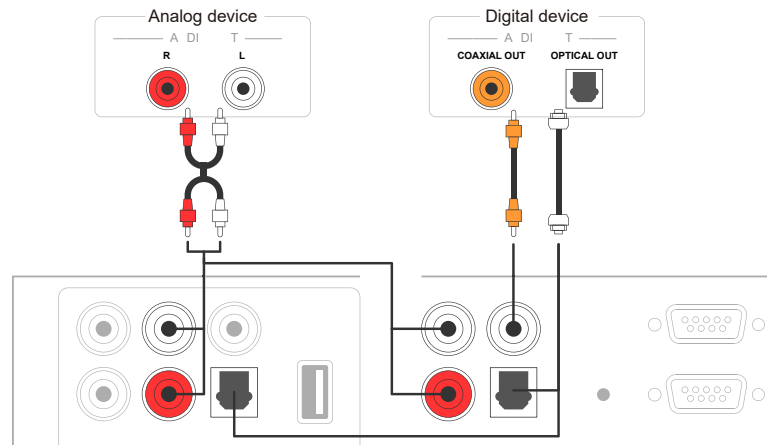 Analog device
A DI T
R L
Digital device
A DI T
COAXIAL OUT OPTICAL OUT